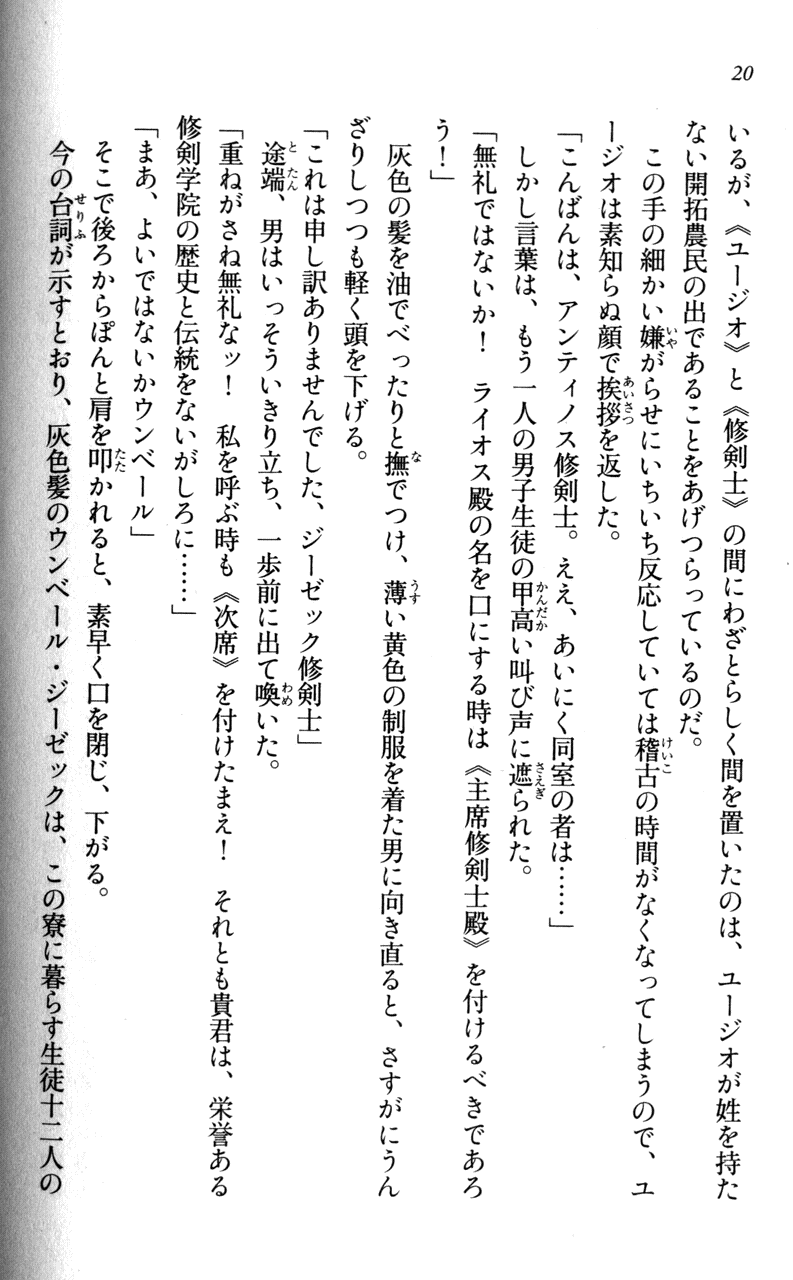 20
いるが、《ユージオ》と《修剣士》の間にわざとらしく間を置いたのは、ユージオが姓を持た
ない開拓農民の出であることをあげつらっているのだ。
この手の細かい嫌がらせにいちいち反応していては稽古の時間がなくなってしまうので、ユ
ージオは素知らぬ顔で挨拶を返した。
「こんばんは、アンティノス修剣士。ええ、あいにく同室の者は……」
しかし言葉は、もう一人の男子生徒の甲高い叫び声に遮られた。
「無礼ではないか！　ライオス殿の名を口にする時は《主席修剣士殿》を付けるべきであろ
う！」
灰色の髪を油でべったりと撫でつけ、薄い黄色の制服を着た男に向き直ると、さすがにうん
ざりしつつも軽く頭を下げる。
「これは申し訳ありませんでした、ジーゼック修剣士」
途端、男はいっそういきり立ち、一歩前に出て喚いた。
「重ねがさね無礼なッ！　私を呼ぶ時も《次席》を付けたまえ！　それとも貴君は、栄誉ある
修剣学院の歴史と伝統をないがしろに……」
「まあ、よいではないかウンベール」
そこで後ろからぽんと肩を叩かれると、素早く口を閉じ、下がる。
今の台詞が示すとおり、灰色髪のウンベール・ジーゼックは、この寮に暮らす生徒十二人の